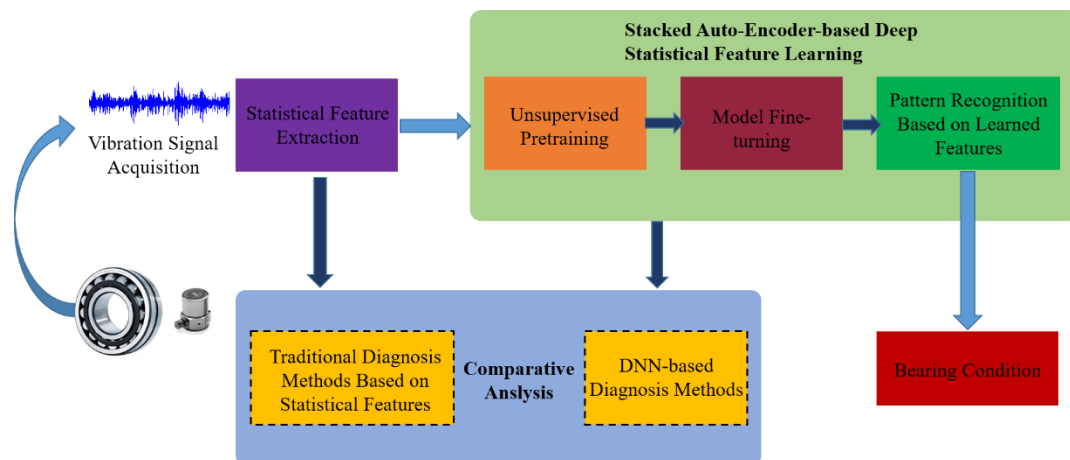 Stacked Auto-Encoder-based Deep
Statistical Feature Learning
Vibration Signal
Acquisition
Statistical Feature
Extraction
Unsupervised
Pretraining
Model Fine-
turning
Pattern Recognition
Based on Learned
Features
Traditional Diagnosis
Methods Based on
Statistical Features
Comparative
Anslysis
DNN-based
Diagnosis Methods
Bearing Condition